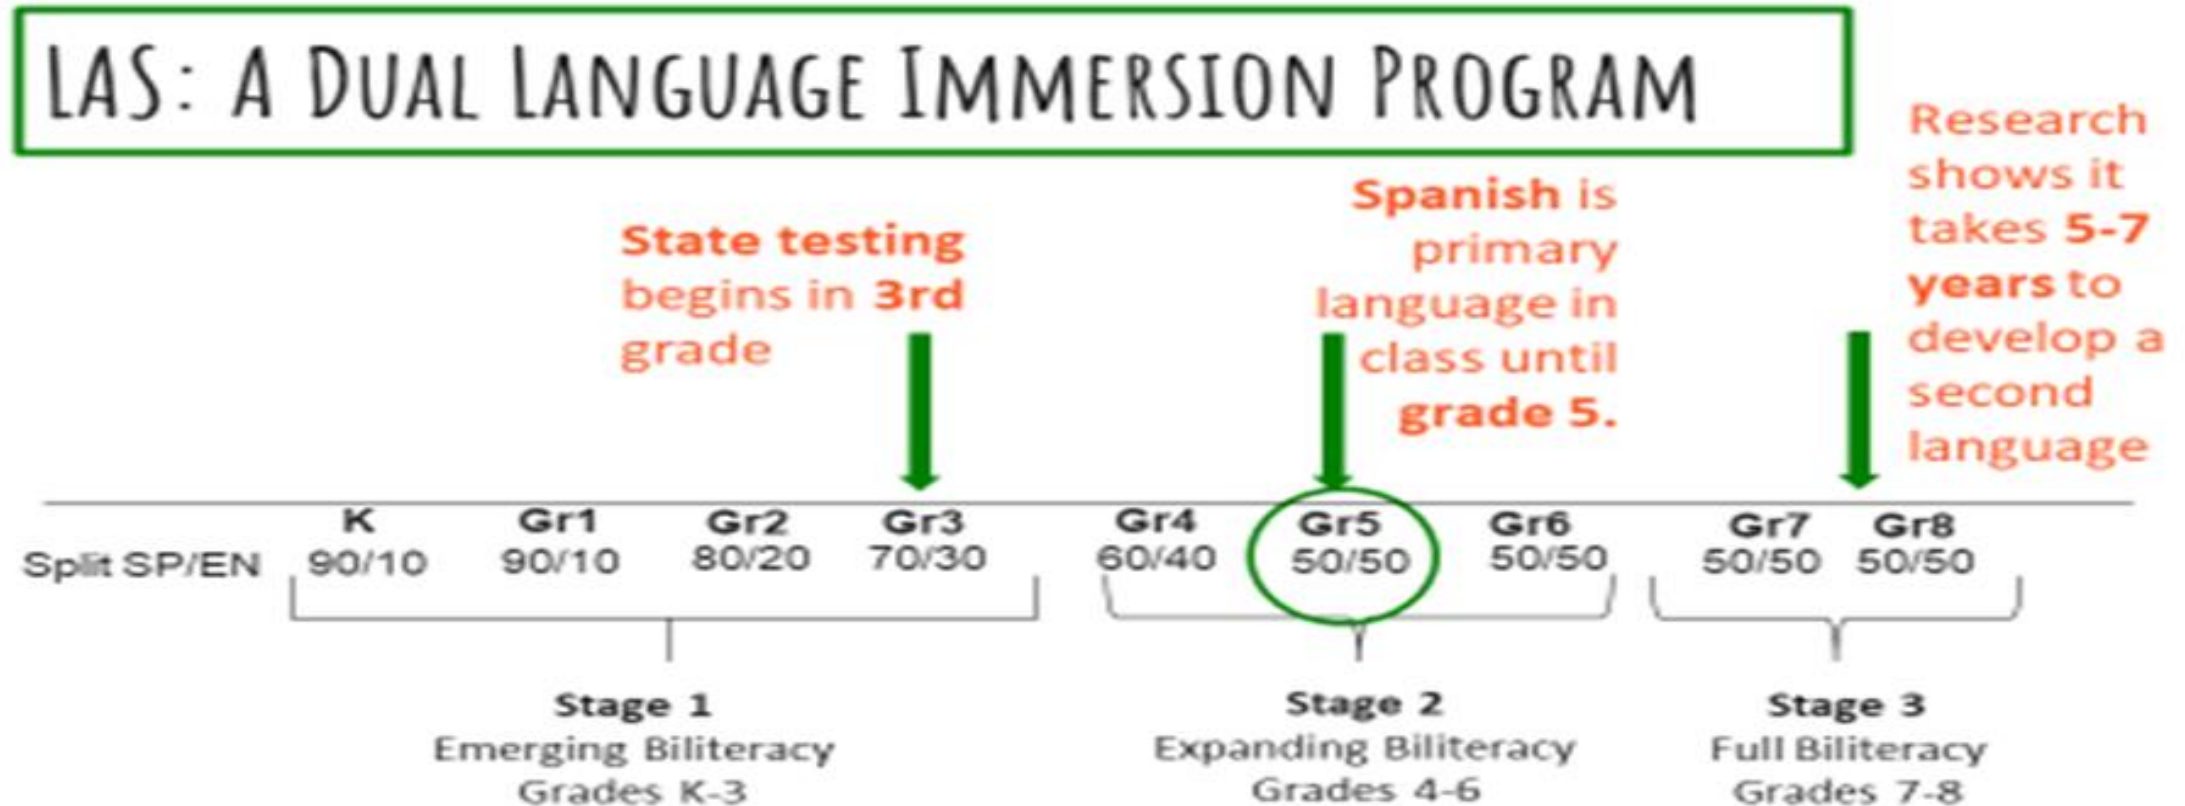 LAS: A Dual Language Immersion Program
State testing
begins in 3rd
grade
Spanish is
primary
language in
class until
grade 5.
Research
shows it
takes 5-7
years to
develop a
second
language
K Gr1 Gr2 Gr3 Gr4 Gr5 Gr6 Gr7 Gr8
Split SP/EN 90/10 90/10 80/20 70/30 60/40 50/50 50/50 50/50 50/50
Stage 1
Emerging Biliteracy
Grades K-3
Stage 2
Expanding Biliteracy
Grades 4-6
Stage 3
Full Biliteracy
Grades 7-8